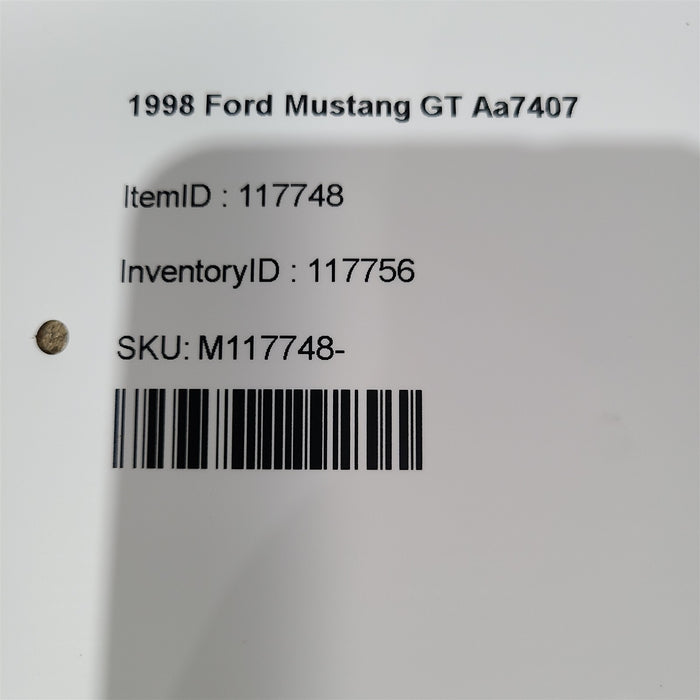 1998 Ford Mustang GT Aa7407
ItemID : 117748
InventoryID : 117756
SKU: M117748-